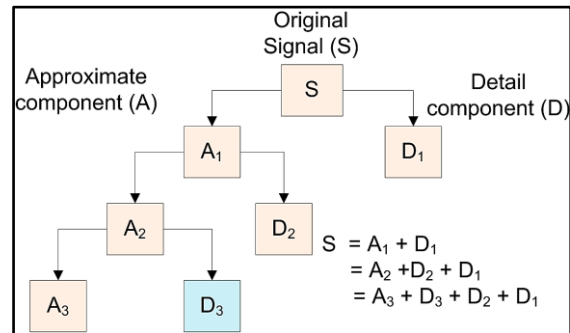 Original
Signal (S)
Approximate
component (A)
S
Detail
component (D)
A₁
D₁
A₂
D₂
S = A₁ + D₁
= A₂ +D₂ + D₁
= A₃ + D₃ + D₂ + D₁
A₃
D₃